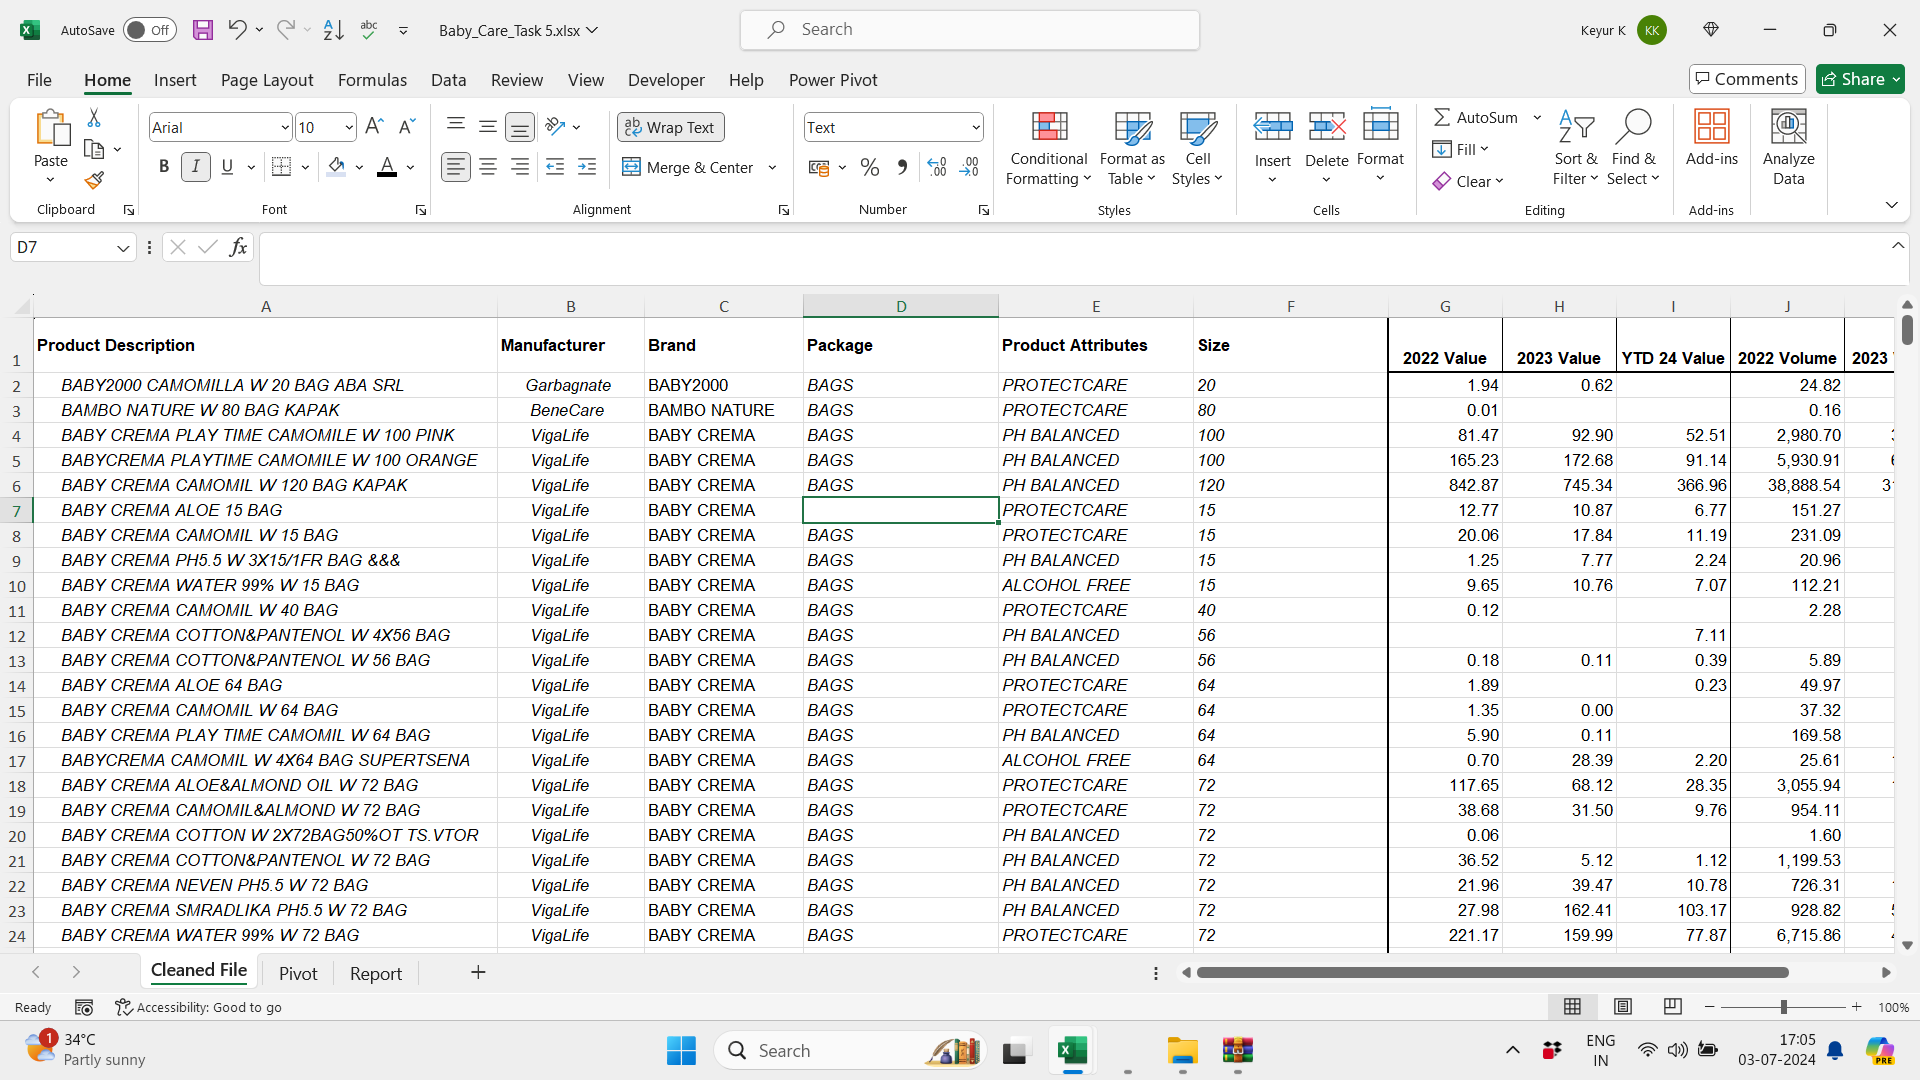 AutoSave Off Baby_Care_Task 5.xlsx Search Keyur K KK
File Home Insert Page Layout Formulas Data Review View Developer Help Power Pivot Comments Share
Paste Arial 10 Wrap Text Text AutoSum
B I U Merge & Center Conditional Formatting Format as Table Cell Styles Insert Delete Format Fill Clear Sort & Filter Find & Select Add-ins Analyze Data
Clipboard Font Alignment Number Styles Cells Editing Add-ins
D7 fx
A B C D E F G H I J
1 Product Description Manufacturer Brand Package Product Attributes Size 2022 Value 2023 Value YTD 24 Value 2022 Volume 2023
2 BABY2000 CAMOMILLA W 20 BAG ABA SRL Garbagnate BABY2000 BAGS PROTECTCARE 20 1.94 0.62 24.82
3 BAMBO NATURE W 80 BAG KAPAK BeneCare BAMBO NATURE BAGS PROTECTCARE 80 0.01 0.16
4 BABY CREMA PLAY TIME CAMOMILE W 100 PINK VigaLife BABY CREMA BAGS PH BALANCED 100 81.47 92.90 52.51 2,980.70
5 BABYCREMA PLAYTIME CAMOMILE W 100 ORANGE VigaLife BABY CREMA BAGS PH BALANCED 100 165.23 172.68 91.14 5,930.91
6 BABY CREMA CAMOMIL W 120 BAG KAPAK VigaLife BABY CREMA BAGS PH BALANCED 120 842.87 745.34 366.96 38,888.54
7 BABY CREMA ALOE 15 BAG VigaLife BABY CREMA PROTECTCARE 15 12.77 10.87 6.77 151.27
8 BABY CREMA CAMOMIL W 15 BAG VigaLife BABY CREMA BAGS PROTECTCARE 15 20.06 17.84 11.19 231.09
9 BABY CREMA PH5.5 W 3X15/1FR BAG &&& VigaLife BABY CREMA BAGS PH BALANCED 15 1.25 7.77 2.24 20.96
10 BABY CREMA WATER 99% W 15 BAG VigaLife BABY CREMA BAGS ALCOHOL FREE 15 9.65 10.76 7.07 112.21
11 BABY CREMA CAMOMIL W 40 BAG VigaLife BABY CREMA BAGS PROTECTCARE 40 0.12 2.28
12 BABY CREMA COTTON&PANTENOL W 4X56 BAG VigaLife BABY CREMA BAGS PH BALANCED 56 7.11
13 BABY CREMA COTTON&PANTENOL W 56 BAG VigaLife BABY CREMA BAGS PH BALANCED 56 0.18 0.11 0.39 5.89
14 BABY CREMA ALOE 64 BAG VigaLife BABY CREMA BAGS PROTECTCARE 64 1.89 0.23 49.97
15 BABY CREMA CAMOMIL W 64 BAG VigaLife BABY CREMA BAGS PROTECTCARE 64 1.35 0.00 37.32
16 BABY CREMA PLAY TIME CAMOMIL W 64 BAG VigaLife BABY CREMA BAGS PH BALANCED 64 5.90 0.11 169.58
17 BABYCREMA CAMOMIL W 4X64 BAG SUPERTSENA VigaLife BABY CREMA BAGS ALCOHOL FREE 64 0.70 28.39 2.20 25.61
18 BABY CREMA ALOE&ALMOND OIL W 72 BAG VigaLife BABY CREMA BAGS PROTECTCARE 72 117.65 68.12 28.35 3,055.94
19 BABY CREMA CAMOMIL&ALMOND W 72 BAG VigaLife BABY CREMA BAGS PROTECTCARE 72 38.68 31.50 9.76 954.11
20 BABY CREMA COTTON W 2X72BAG50%OT TS.VTOR VigaLife BABY CREMA BAGS PH BALANCED 72 0.06 1.60
21 BABY CREMA COTTON&PANTENOL W 72 BAG VigaLife BABY CREMA BAGS PH BALANCED 72 36.52 5.12 1.12 1,199.53
22 BABY CREMA NEVEN PH5.5 W 72 BAG VigaLife BABY CREMA BAGS PH BALANCED 72 21.96 39.47 10.78 726.31
23 BABY CREMA SMRADLIKA PH5.5 W 72 BAG VigaLife BABY CREMA BAGS PH BALANCED 72 27.98 162.41 103.17 928.82
24 BABY CREMA WATER 99% W 72 BAG VigaLife BABY CREMA BAGS PROTECTCARE 72 221.17 159.99 77.87 6,715.86
Cleaned File Pivot Report
Ready Accessibility: Good to go 100%
1 34°C Search ENG 17:05
Partly sunny IN 03-07-2024 PRE